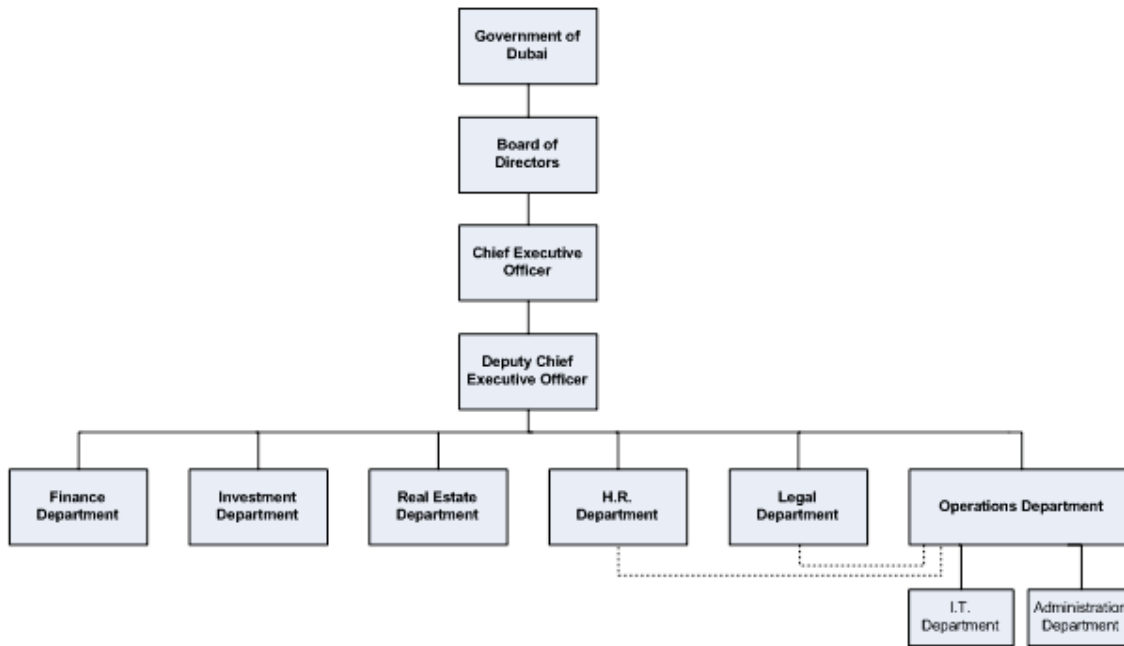 Government of
Dubai
Board of
Directors
Chief Executive
Officer
Deputy Chief
Executive Officer
Finance
Department
Investment
Department
Real Estate
Department
H.R.
Department
Legal
Department
Operations Department
I.T.
Department
Administration
Department